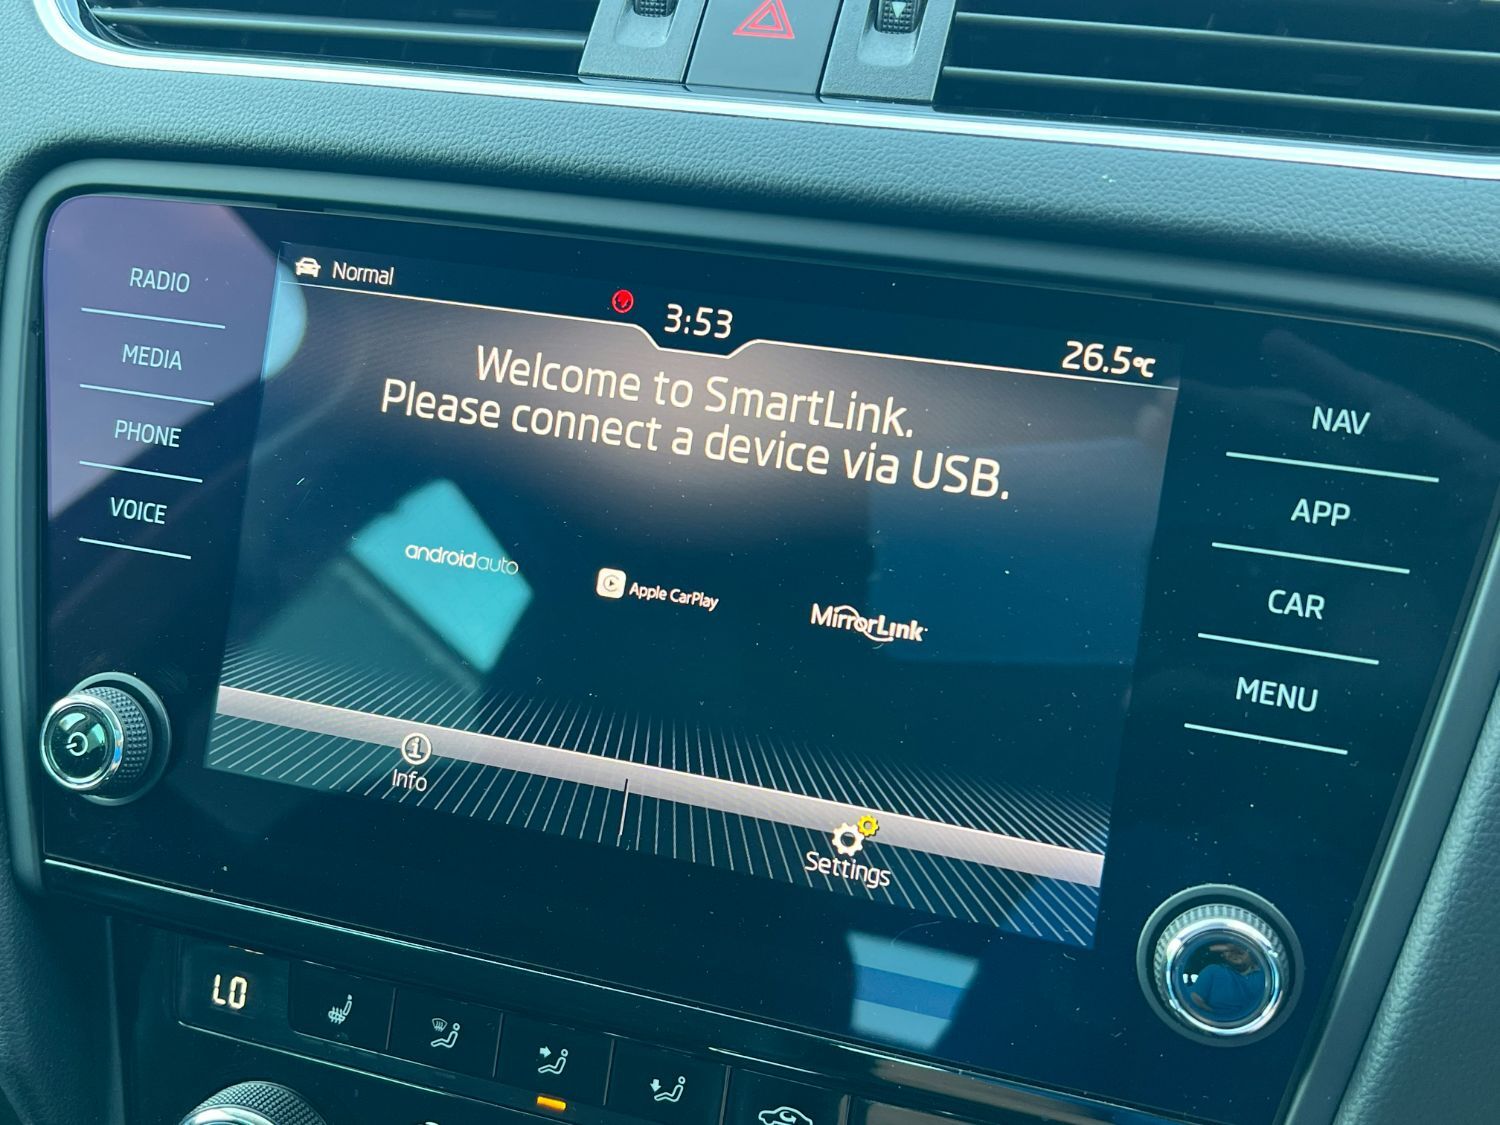 RADIO
MEDIA
PHONE
VOICE
Normal
3:53
26.5°C
Welcome to SmartLink.
Please connect a device via USB.
androidauto
Apple CarPlay
MirrorLink
Info
Settings
NAV
APP
CAR
MENU
LO